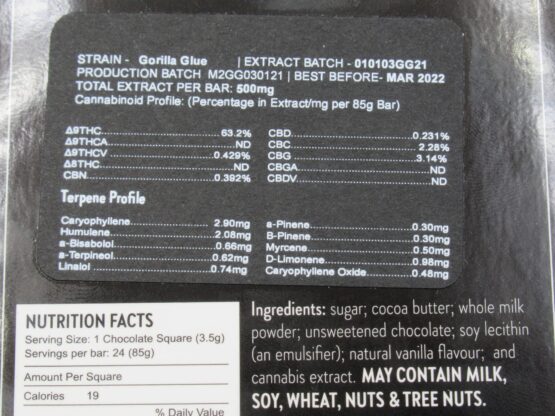 STRAIN - Gorilla Glue | EXTRACT BATCH - 010103GG21
PRODUCTION BATCH M2GG030121 | BEST BEFORE- MAR 2022
TOTAL EXTRACT PER BAR: 500mg
Cannabinoid Profile: (Percentage in Extract/mg per 85g Bar)
Δ9THC..........63.2% CBD..........0.231%
Δ9THCA..........ND CBC..........2.28%
Δ9THCV..........0.429% CBG..........3.14%
Δ8THC..........ND CBGA..........ND
CBN..........0.392% CBDV..........ND
Terpene Profile
Caryophyllene..........2.90mg a-Pinene..........0.30mg
Humulene..........2.08mg B-Pinene..........0.30mg
a-Bisabolol..........0.66mg Myrcene..........0.50mg
a-Terpineol..........0.62mg D-Limonene..........0.98mg
Linalol..........0.74mg Caryophyllene Oxide..........0.48mg
NUTRITION FACTS
Serving Size: 1 Chocolate Square (3.5g)
Servings per bar: 24 (85g)
Amount Per Square
Calories 19
% Daily Value
Ingredients: sugar; cocoa butter; whole milk
powder; unsweetened chocolate; soy lecithin
(an emulsifier); natural vanilla flavour; and
cannabis extract. MAY CONTAIN MILK,
SOY, WHEAT, NUTS & TREE NUTS.